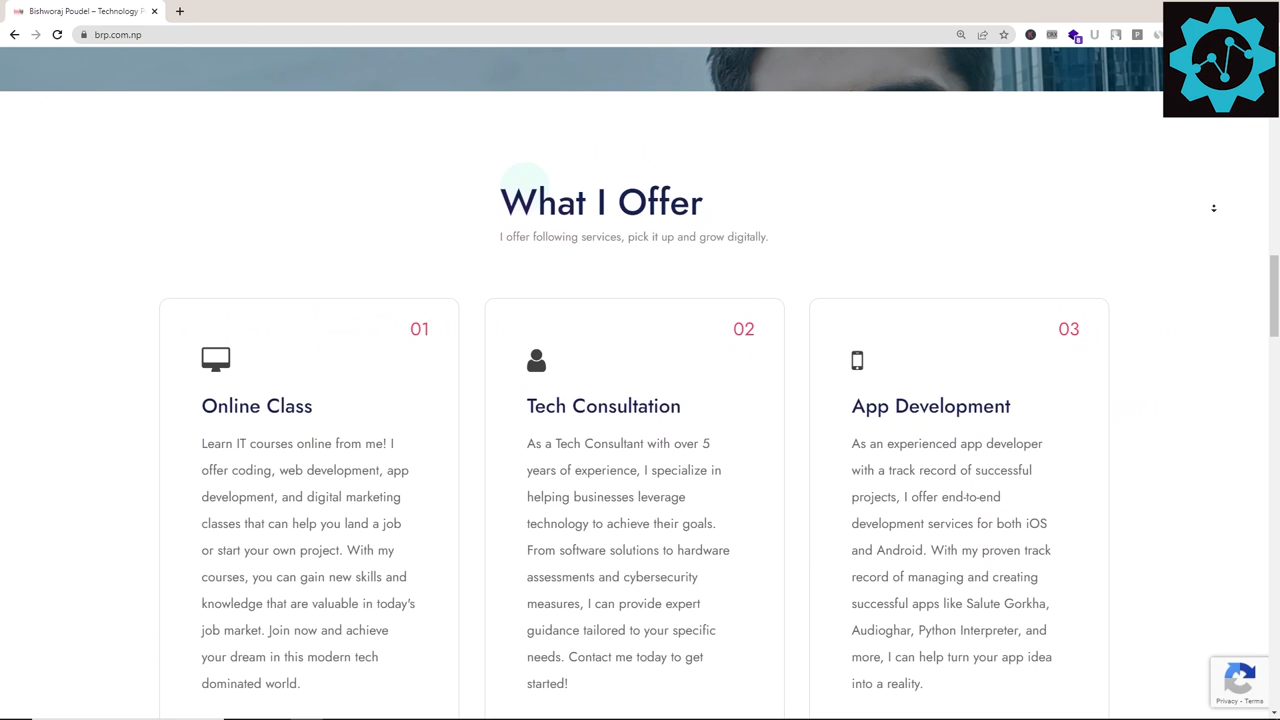 Bishworaj Poudel – Technology P
brp.com.np
What I Offer
I offer following services, pick it up and grow digitally.
01
Online Class
Learn IT courses online from me! I
offer coding, web development, app
development, and digital marketing
classes that can help you land a job
or start your own project. With my
courses, you can gain new skills and
knowledge that are valuable in today's
job market. Join now and achieve
your dream in this modern tech
dominated world.
02
Tech Consultation
As a Tech Consultant with over 5
years of experience, I specialize in
helping businesses leverage
technology to achieve their goals.
From software solutions to hardware
assessments and cybersecurity
measures, I can provide expert
guidance tailored to your specific
needs. Contact me today to get
started!
03
App Development
As an experienced app developer
with a track record of successful
projects, I offer end-to-end
development services for both iOS
and Android. With my proven track
record of managing and creating
successful apps like Salute Gorkha,
Audioghar, Python Interpreter, and
more, I can help turn your app idea
into a reality.
Privacy - Terms